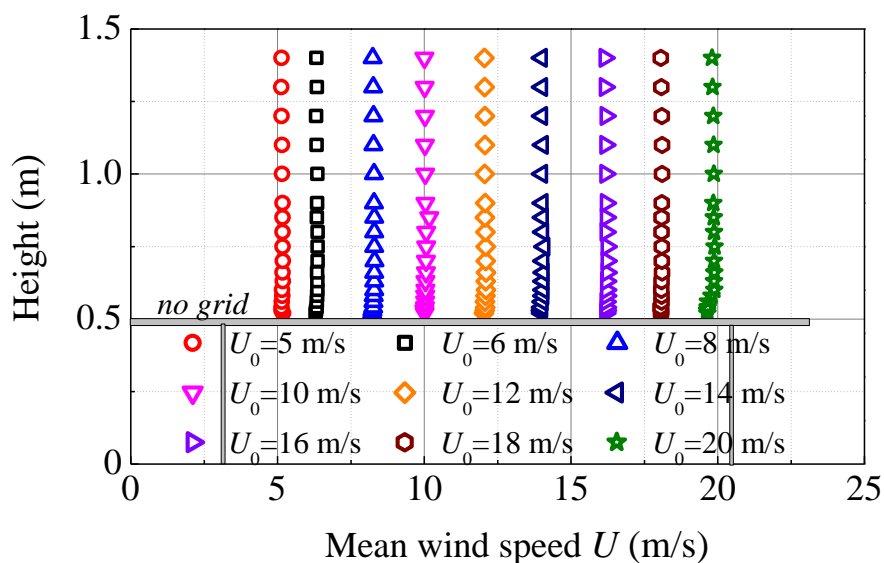 1.5
1.0
0.5
0
Height (m)
no grid
U₀=5 m/s U₀=6 m/s U₀=8 m/s
U₀=10 m/s U₀=12 m/s U₀=14 m/s
U₀=16 m/s U₀=18 m/s U₀=20 m/s
0 5 10 15 20 25
Mean wind speed U (m/s)